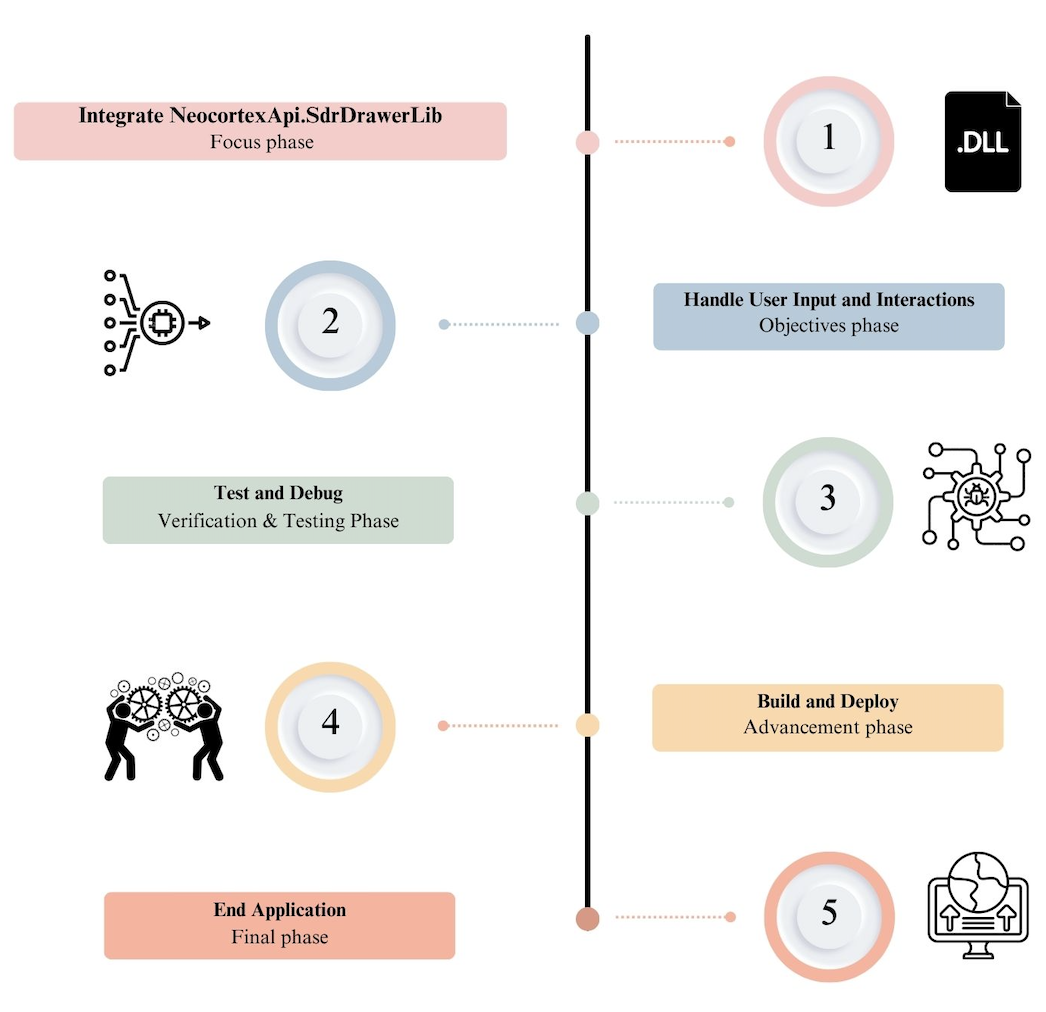 Integrate NeocortexApi.SdrDrawerLib
Focus phase
1
.DLL
2
Handle User Input and Interactions
Objectives phase
Test and Debug
Verification & Testing Phase
3
4
Build and Deploy
Advancement phase
End Application
Final phase
5